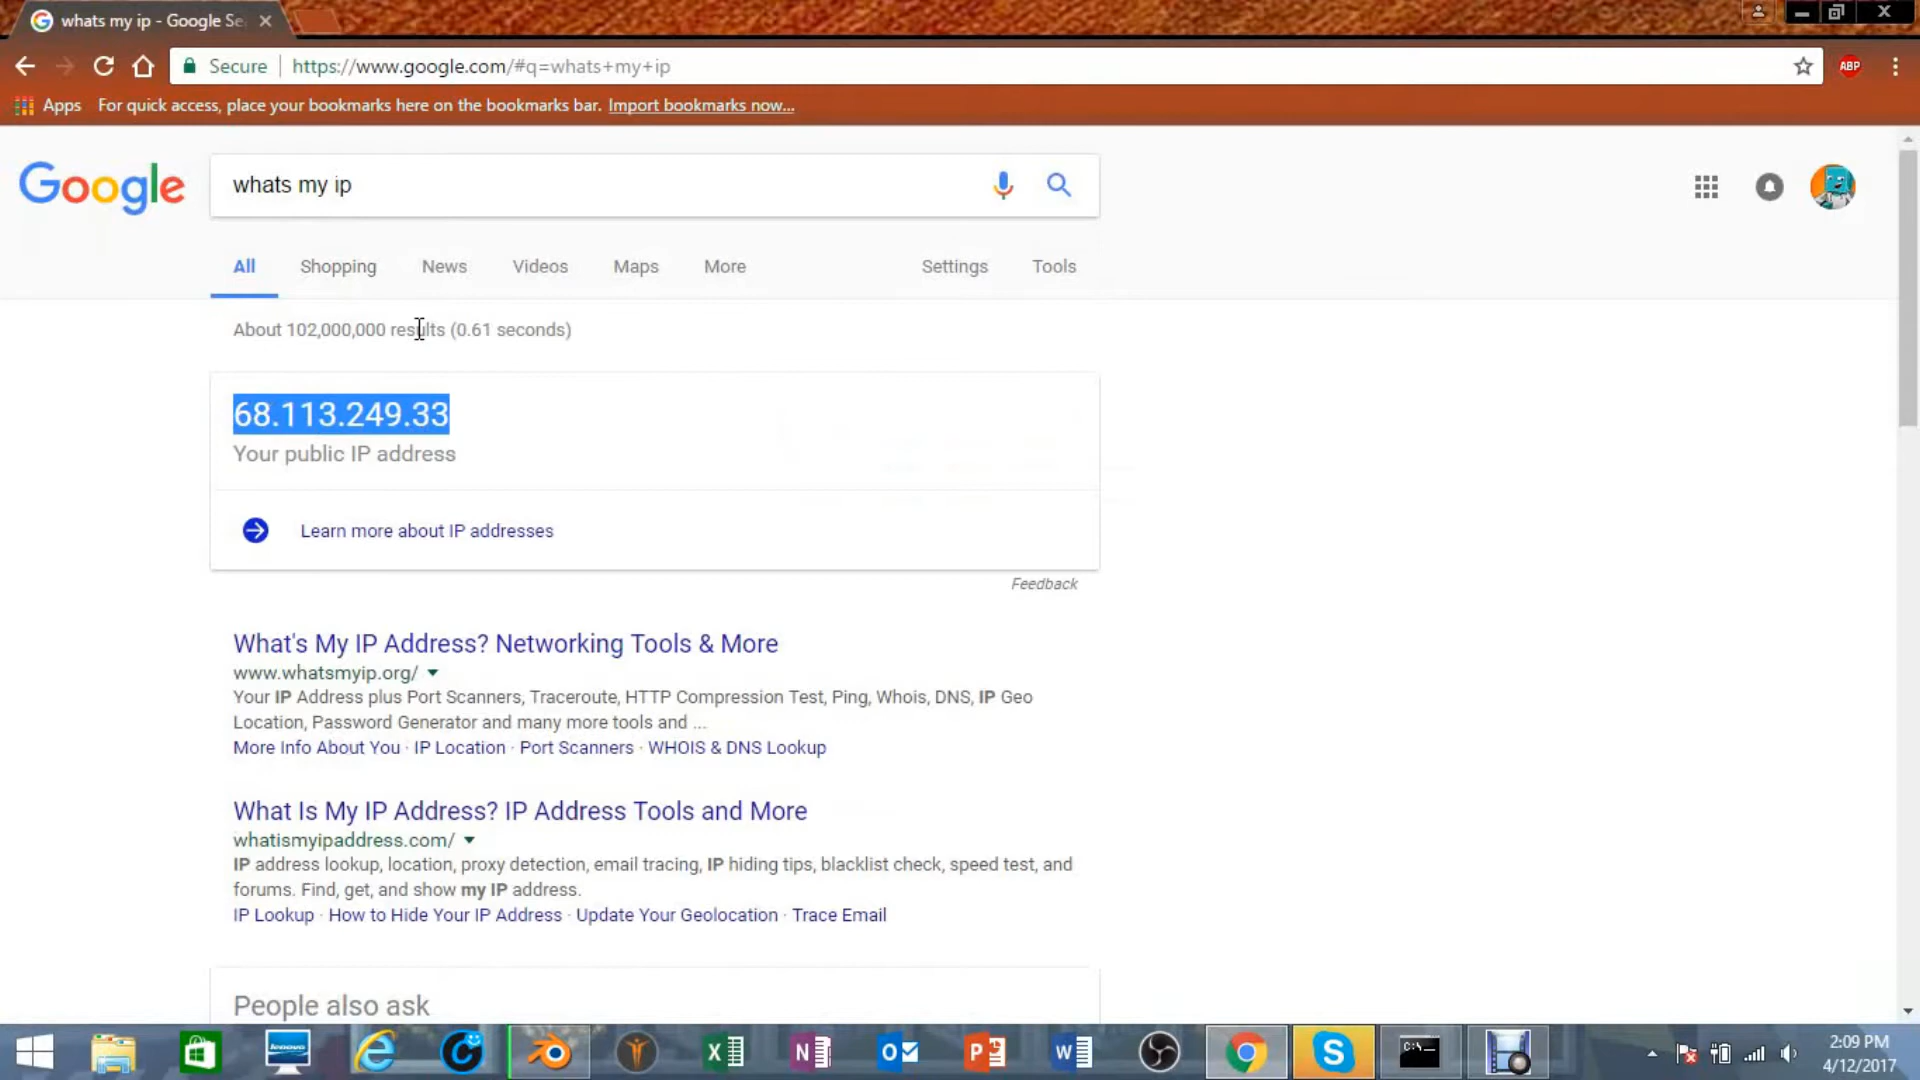 whats my ip - Google Se
Secure
https://www.google.com/#q=whats+my+ip
ABP
Apps
For quick access, place your bookmarks here on the bookmarks bar. Import bookmarks now...
Google
whats my ip
All
Shopping
News
Videos
Maps
More
Settings
Tools
About 102,000,000 results (0.61 seconds)
68.113.249.33
Your public IP address
Learn more about IP addresses
Feedback
What's My IP Address? Networking Tools & More
www.whatsmyip.org/
Your IP Address plus Port Scanners, Traceroute, HTTP Compression Test, Ping, Whois, DNS, IP Geo
Location, Password Generator and many more tools and ...
More Info About You · IP Location · Port Scanners · WHOIS & DNS Lookup
What Is My IP Address? IP Address Tools and More
whatismyipaddress.com/
IP address lookup, location, proxy detection, email tracing, IP hiding tips, blacklist check, speed test, and
forums. Find, get, and show my IP address.
IP Lookup · How to Hide Your IP Address · Update Your Geolocation · Trace Email
People also ask
lenovo
2:09 PM
4/12/2017